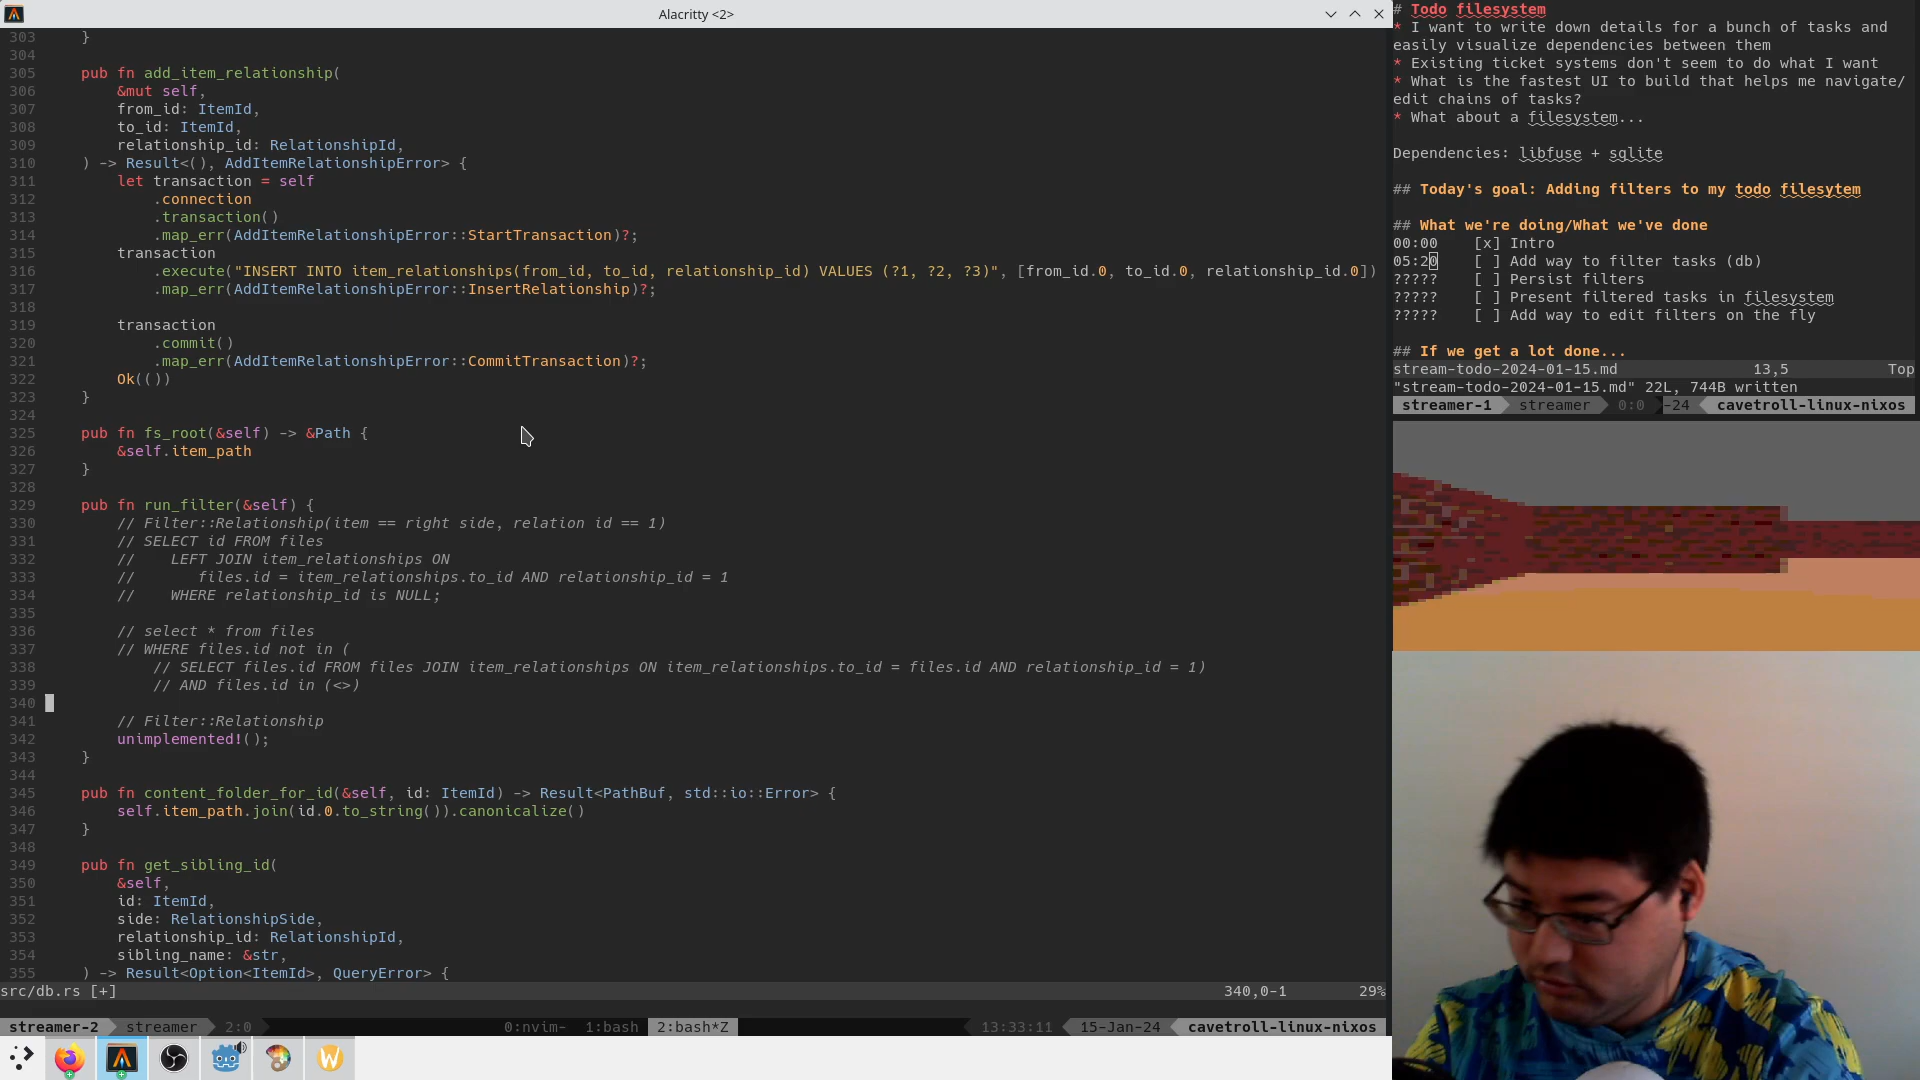 Alacritty <2>
303     }
304
305     pub fn add_item_relationship(
306         &mut self,
307         from_id: ItemId,
308         to_id: ItemId,
309         relationship_id: RelationshipId,
310     ) -> Result<(), AddItemRelationshipError> {
311         let transaction = self
312             .connection
313             .transaction()
314             .map_err(AddItemRelationshipError::StartTransaction)?;
315         transaction
316             .execute("INSERT INTO item_relationships(from_id, to_id, relationship_id) VALUES (?1, ?2, ?3)", [from_id.0, to_id.0, relationship_id.0])
317             .map_err(AddItemRelationshipError::InsertRelationship)?;
318
319         transaction
320             .commit()
321             .map_err(AddItemRelationshipError::CommitTransaction)?;
322         Ok(())
323     }
324
325     pub fn fs_root(&self) -> &Path {
326         &self.item_path
327     }
328
329     pub fn run_filter(&self) {
330         // Filter::Relationship(item == right side, relation id == 1)
331         // SELECT id FROM files
332         //    LEFT JOIN item_relationships ON
333         //       files.id = item_relationships.to_id AND relationship_id = 1
334         //    WHERE relationship_id is NULL;
335
336         // select * from files
337         // WHERE files.id not in (
338             // SELECT files.id FROM files JOIN item_relationships ON item_relationships.to_id = files.id AND relationship_id = 1)
339             // AND files.id in (<>)
340
341         // Filter::Relationship
342         unimplemented!();
343     }
344
345     pub fn content_folder_for_id(&self, id: ItemId) -> Result<PathBuf, std::io::Error> {
346         self.item_path.join(id.0.to_string()).canonicalize()
347     }
348
349     pub fn get_sibling_id(
350         &self,
351         id: ItemId,
352         side: RelationshipSide,
353         relationship_id: RelationshipId,
354         sibling_name: &str,
355     ) -> Result<Option<ItemId>, QueryError> {
src/db.rs [+] 340,0-1 29%
streamer-2 streamer 2:0 0:nvim- 1:bash 2:bash*Z 13:33:11 15-Jan-24 cavetroll-linux-nixos
# Todo filesystem
* I want to write down details for a bunch of tasks and
easily visualize dependencies between them
* Existing ticket systems don't seem to do what I want
* What is the fastest UI to build that helps me navigate/
edit chains of tasks?
* What about a filesystem...
Dependencies: libfuse + sqlite
## Today's goal: Adding filters to my todo filesytem
## What we're doing/What we've done
00:00    [x] Intro
05:20    [ ] Add way to filter tasks (db)
?????    [ ] Persist filters
?????    [ ] Present filtered tasks in filesystem
?????    [ ] Add way to edit filters on the fly
## If we get a lot done...
stream-todo-2024-01-15.md 13,5 Top
"stream-todo-2024-01-15.md" 22L, 744B written
streamer-1 streamer 0:0 -24 cavetroll-linux-nixos